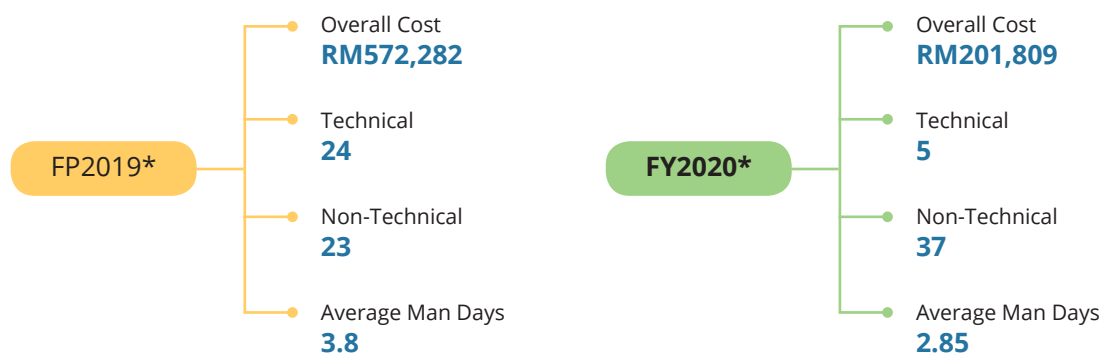 Overall Cost
RM572,282
Technical
24
FP2019*
Non-Technical
23
Average Man Days
3.8
Overall Cost
RM201,809
Technical
5
FY2020*
Non-Technical
37
Average Man Days
2.85